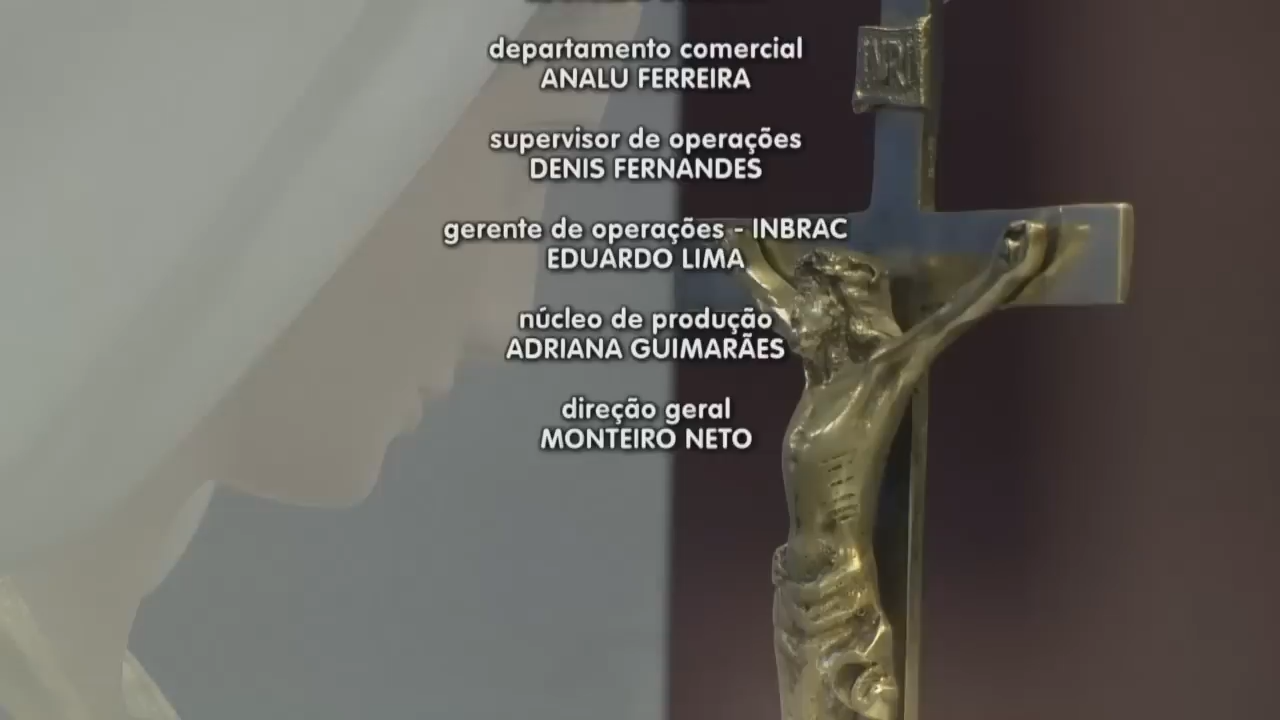 departamento comercial
ANALU FERREIRA
supervisor de operações
DENIS FERNANDES
gerente de operações - INBRAC
EDUARDO LIMA
núcleo de produção
ADRIANA GUIMARÃES
direção geral
MONTEIRO NETO
INRI